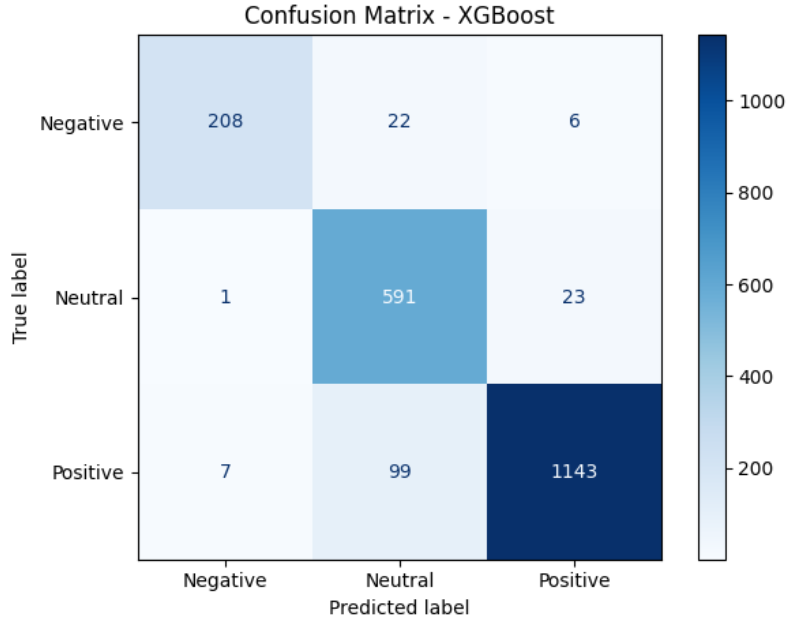 Confusion Matrix - XGBoost
Negative 208 22 6
Neutral 1 591 23
Positive 7 99 1143
Negative Neutral Positive
Predicted label
True label
1000
800
600
400
200